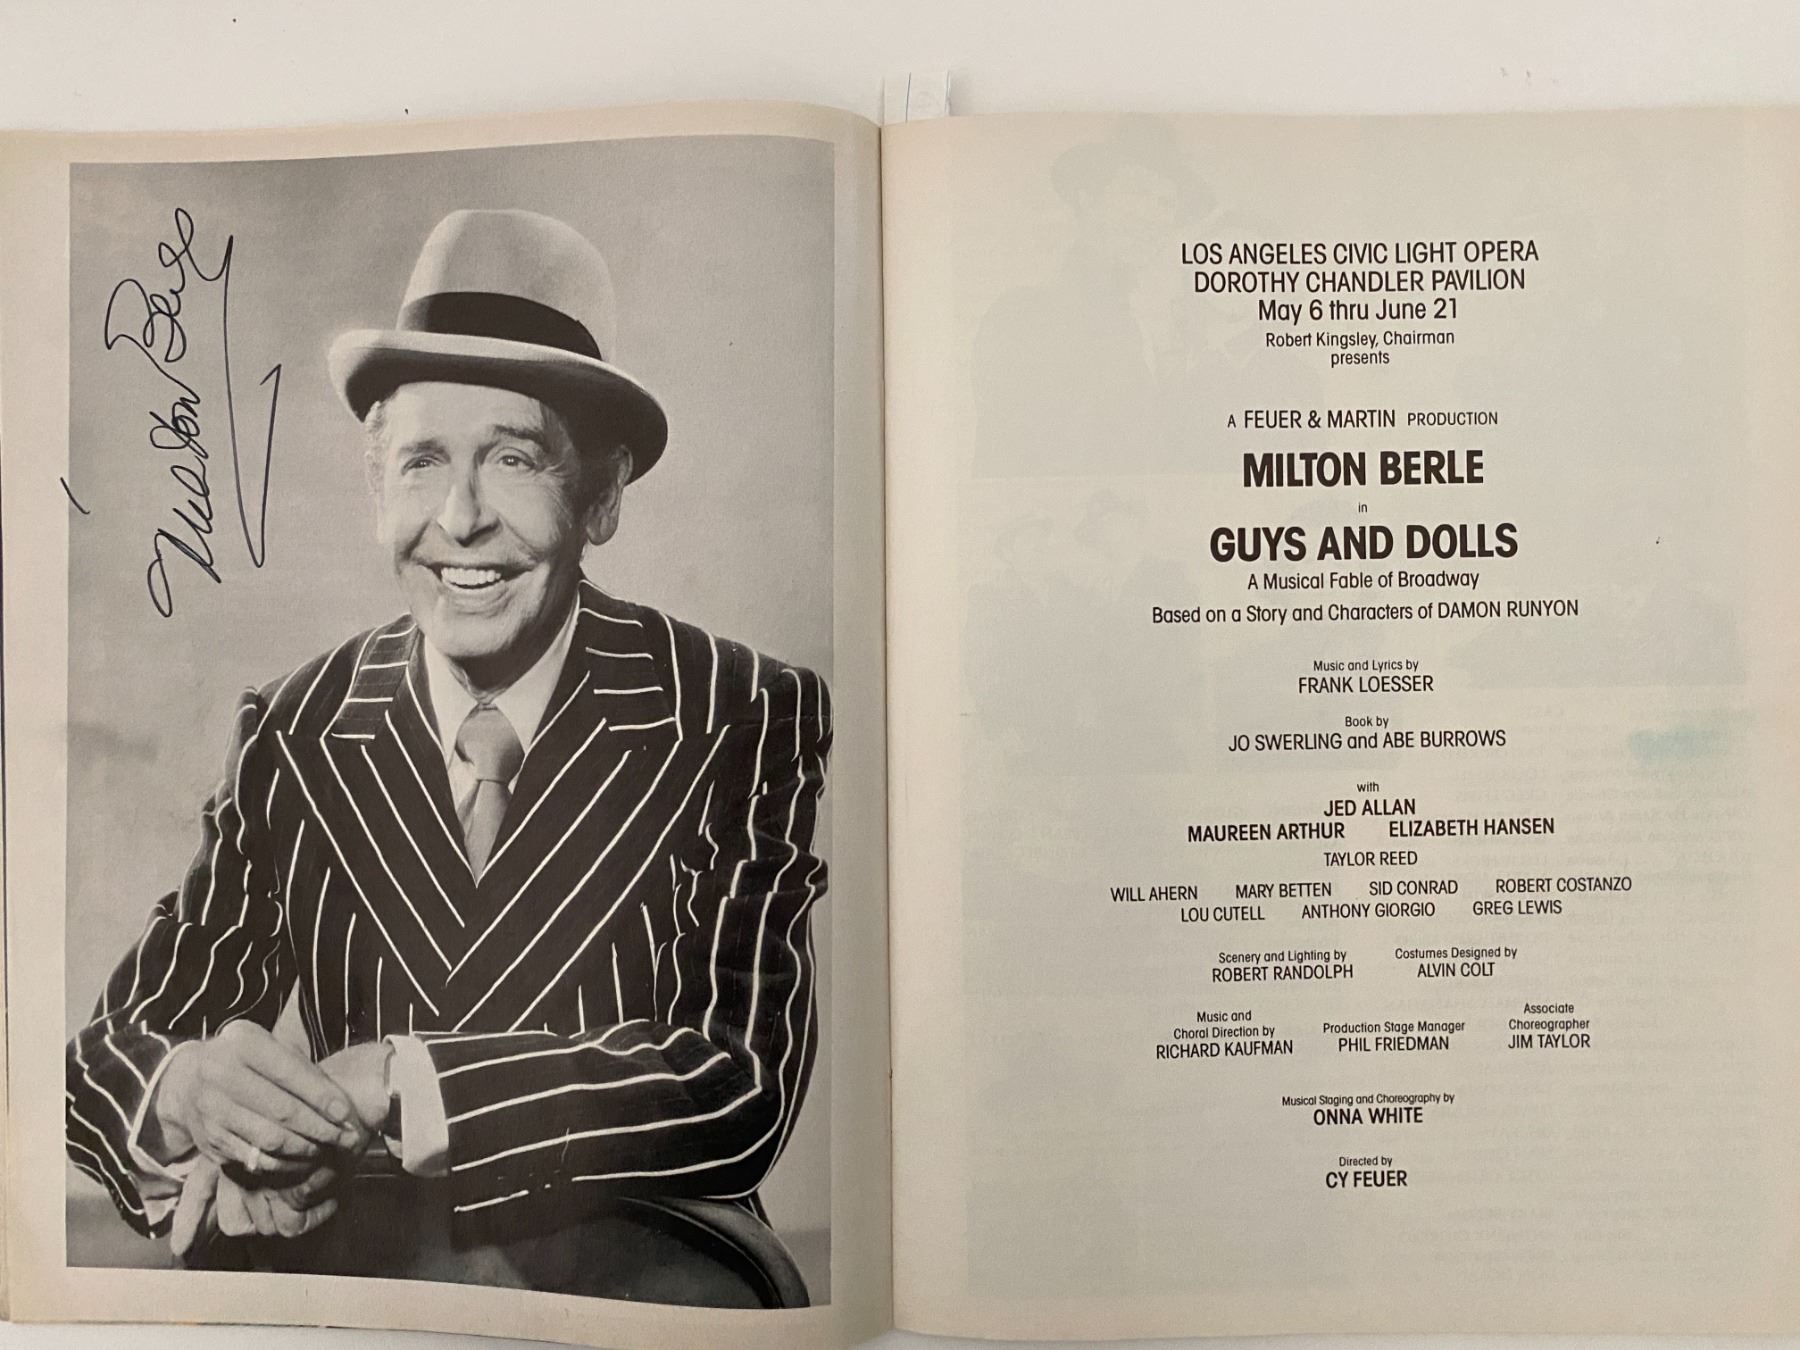 Milton Berle
LOS ANGELES CIVIC LIGHT OPERA
DOROTHY CHANDLER PAVILION
May 6 thru June 21
Robert Kingsley, Chairman
presents
A FEUER & MARTIN PRODUCTION
MILTON BERLE
in
GUYS AND DOLLS
A Musical Fable of Broadway
Based on a Story and Characters of DAMON RUNYON
Music and Lyrics by
FRANK LOESSER
Book by
JO SWERLING and ABE BURROWS
with
JED ALLAN
MAUREEN ARTHUR ELIZABETH HANSEN
TAYLOR REED
WILL AHERN MARY BETTEN SID CONRAD ROBERT COSTANZO
LOU CUTELL ANTHONY GIORGIO GREG LEWIS
Scenery and Lighting by
ROBERT RANDOLPH
Costumes Designed by
ALVIN COLT
Music and
Choral Direction by
RICHARD KAUFMAN
Production Stage Manager
PHIL FRIEDMAN
Associate
Choreographer
JIM TAYLOR
Musical Staging and Choreography by
ONNA WHITE
Directed by
CY FEUER